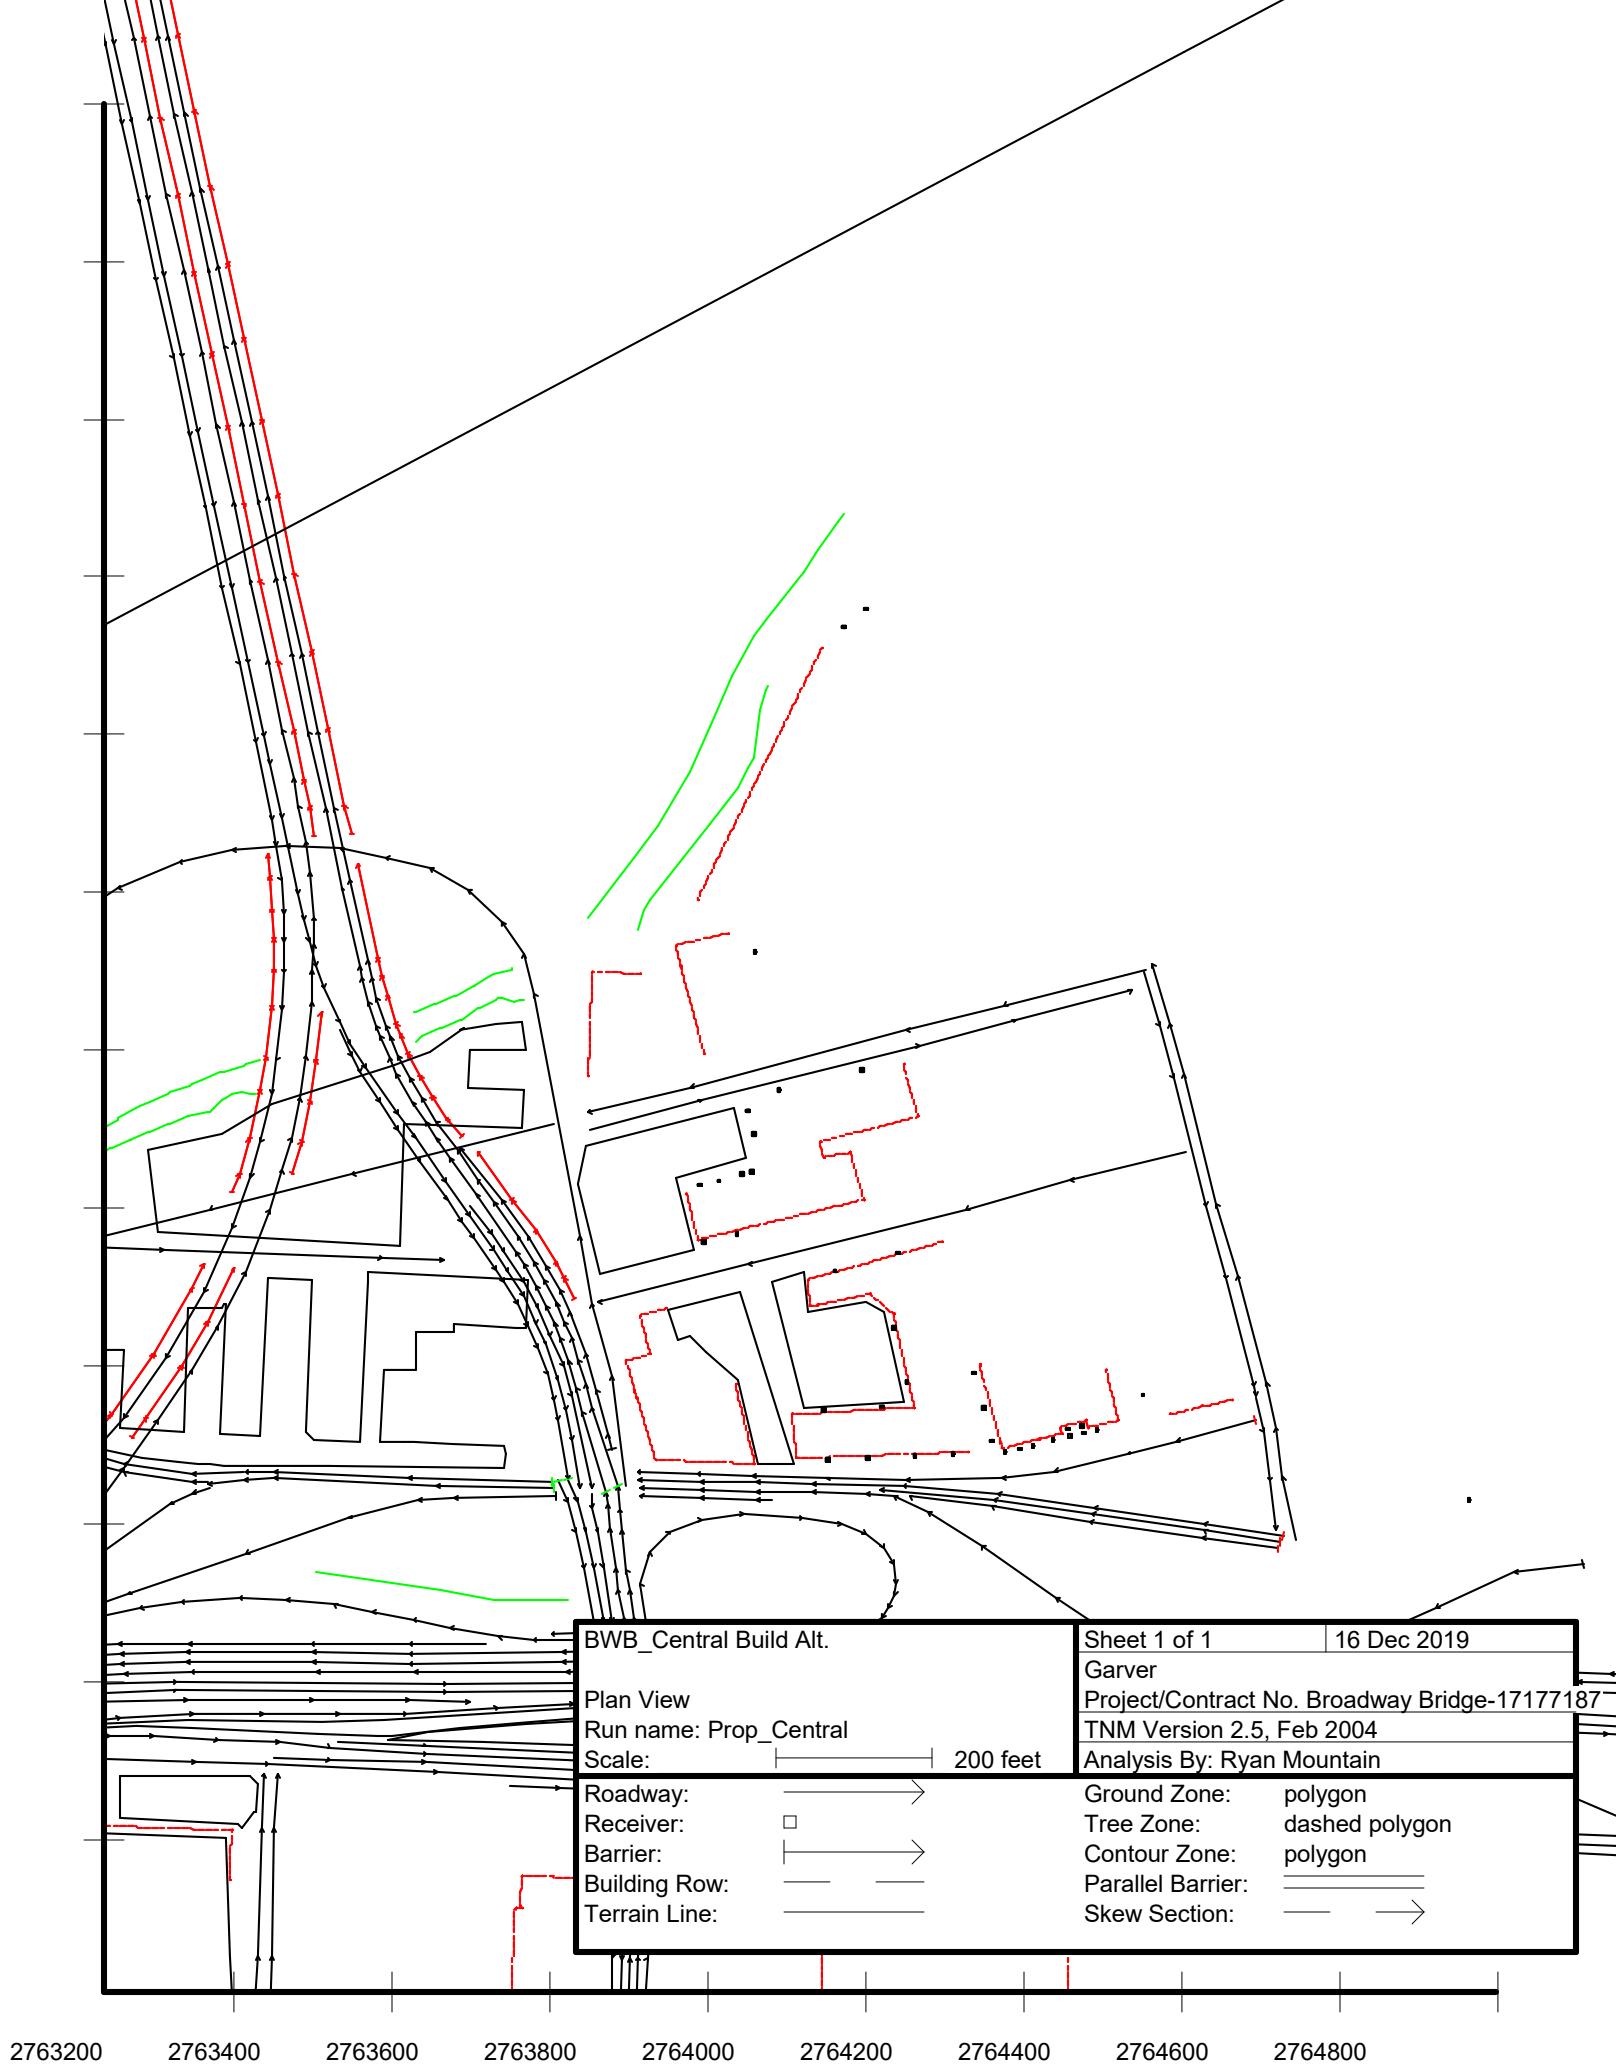 BWB_Central Build Alt.
Sheet 1 of 1 16 Dec 2019
Garver
Plan View
Project/Contract No. Broadway Bridge-17177187
Run name: Prop_Central
TNM Version 2.5, Feb 2004
Scale: 200 feet
Analysis By: Ryan Mountain
Roadway:
Ground Zone: polygon
Receiver:
Tree Zone: dashed polygon
Barrier:
Contour Zone: polygon
Building Row:
Parallel Barrier:
Terrain Line:
Skew Section:
2763200 2763400 2763600 2763800 2764000 2764200 2764400 2764600 2764800